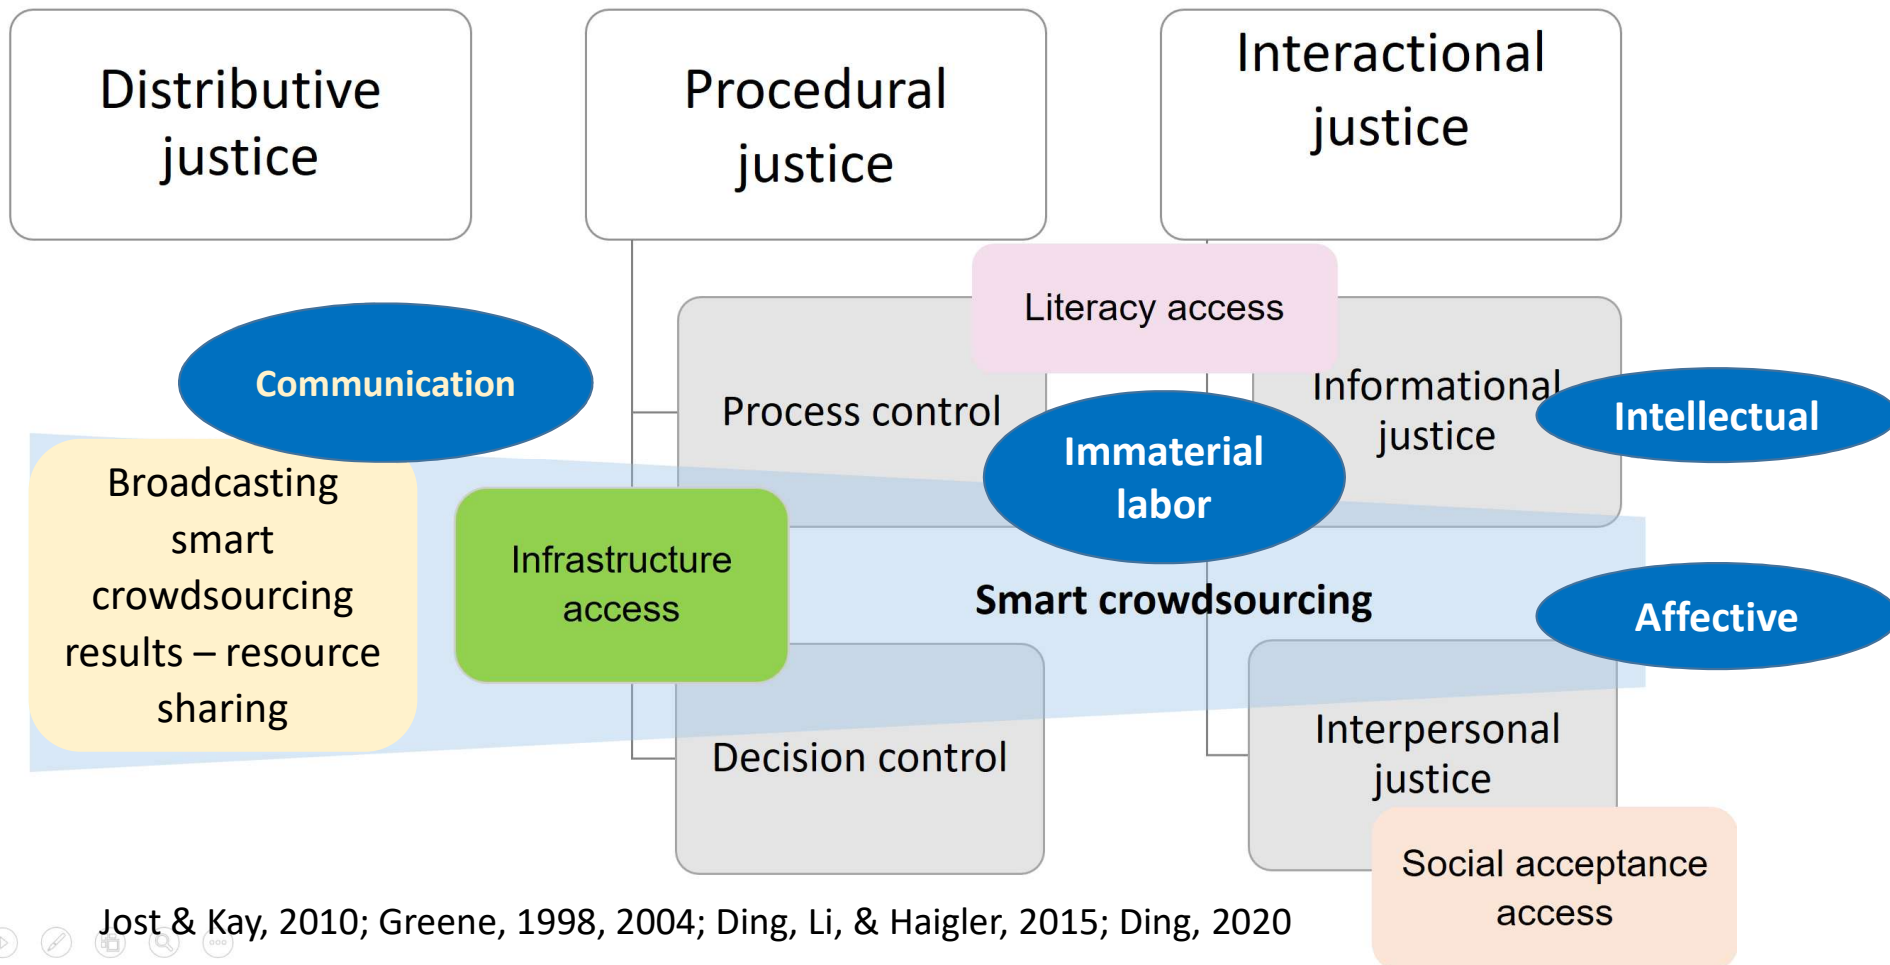 Distributive
justice
Procedural
justice
Interactional
justice
Literacy access
Communication
Process control
Informational
justice
Intellectual
Immaterial
labor
Broadcasting
smart
crowdsourcing
results – resource
sharing
Infrastructure
access
Smart crowdsourcing
Affective
Decision control
Interpersonal
justice
Social acceptance
access
Jost & Kay, 2010; Greene, 1998, 2004; Ding, Li, & Haigler, 2015; Ding, 2020